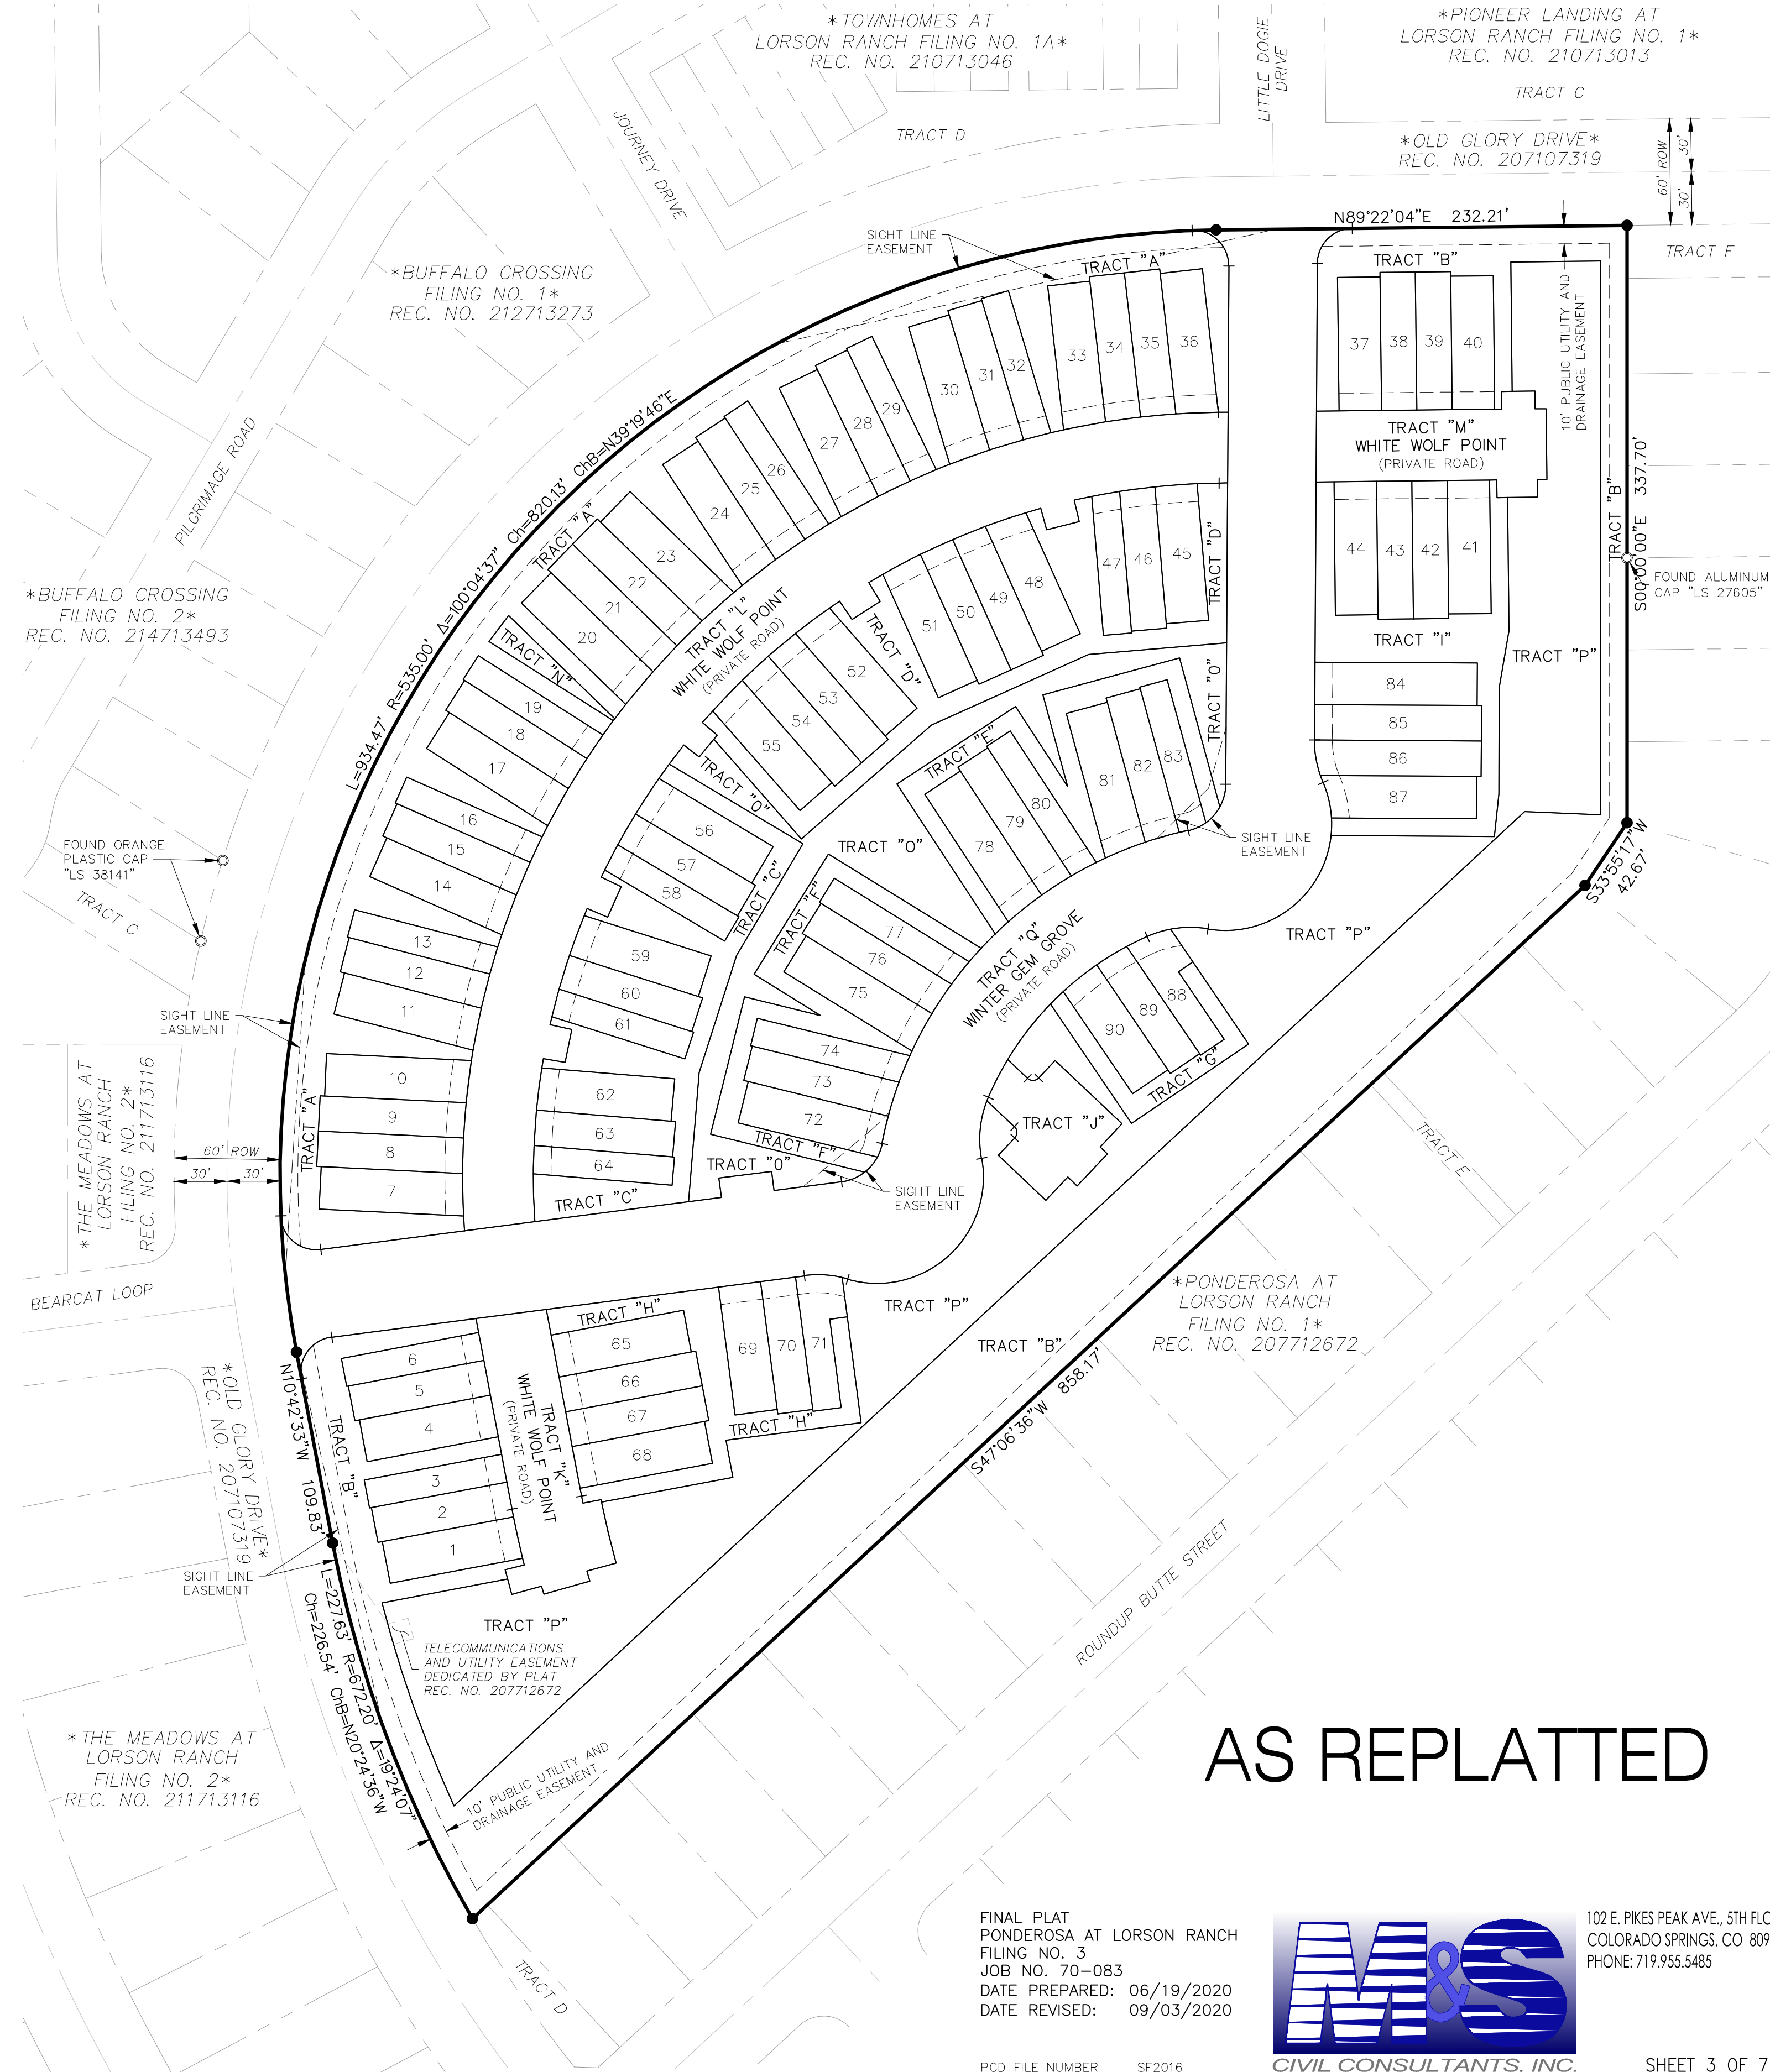 *TOWNHOMES AT
LORSON RANCH FILING NO. 1A*
REC. NO. 210713046
LITTLE DOGIE
DRIVE
*PIONEER LANDING AT
LORSON RANCH FILING NO. 1*
REC. NO. 210713013
TRACT C
JOURNEY DRIVE
TRACT D
*OLD GLORY DRIVE*
REC. NO. 207107319
60' ROW
30'
30'
N89°22'04"E 232.21'
SIGHT LINE
EASEMENT
TRACT F
*BUFFALO CROSSING
FILING NO. 1*
REC. NO. 212713273
TRACT "A"
TRACT "B"
10' PUBLIC UTILITY AND
DRAINAGE EASEMENT
33
34
35
36
37
38
39
40
30
31
32
27
28
29
24
25
26
TRACT "M"
WHITE WOLF POINT
(PRIVATE ROAD)
PILGRIMAGE ROAD
L=934.47' R=535.00' Δ=100°04'37" Ch=820.13' ChB=N39°19'46"E
TRACT "A"
TRACT "B"
S00°00'00"E 337.70'
FOUND ALUMINUM
CAP "LS 27605"
20
21
22
23
44
43
42
41
47
46
45
TRACT "D"
*BUFFALO CROSSING
FILING NO. 2*
REC. NO. 214713493
TRACT "L"
WHITE WOLF POINT
(PRIVATE ROAD)
51
50
49
48
TRACT "I"
TRACT "P"
TRACT "N"
TRACT "D"
55
54
53
52
84
85
86
87
17
18
19
TRACT "O"
TRACT "O"
TRACT "E"
81
82
83
14
15
16
56
57
58
TRACT "O"
78
79
80
SIGHT LINE
EASEMENT
FOUND ORANGE
PLASTIC CAP
"LS 38141"
TRACT C
S33°55'17"W
42.67'
TRACT "C"
TRACT "F"
77
76
75
TRACT "P"
13
12
11
59
60
61
TRACT "Q"
WINTER GEM GROVE
(PRIVATE ROAD)
90
89
88
SIGHT LINE
EASEMENT
74
73
72
TRACT "G"
*THE MEADOWS AT
LORSON RANCH
FILING NO. 2*
REC. NO. 211713116
10
9
8
7
TRACT "A"
62
63
64
TRACT "J"
60' ROW
30'
30'
TRACT "F"
TRACT "O"
TRACT "C"
SIGHT LINE
EASEMENT
TRACT E
BEARCAT LOOP
*PONDEROSA AT
LORSON RANCH
FILING NO. 1*
REC. NO. 207712672
TRACT "P"
TRACT "B"
TRACT "H"
65
66
67
68
69
70
71
TRACT "H"
6
5
4
3
2
1
TRACT "K"
WHITE WOLF POINT
(PRIVATE ROAD)
TRACT "B"
N10°42'33"W 109.83'
*OLD GLORY DRIVE*
REC. NO. 207107319
S47°06'36"W 858.17'
SIGHT LINE
EASEMENT
ROUNDUP BUTTE STREET
L=227.63' R=672.20' Δ=19°24'07"
Ch=226.54' ChB=N20°24'36"W
TRACT "P"
TELECOMMUNICATIONS
AND UTILITY EASEMENT
DEDICATED BY PLAT
REC. NO. 207712672
*THE MEADOWS AT
LORSON RANCH
FILING NO. 2*
REC. NO. 211713116
10' PUBLIC UTILITY AND
DRAINAGE EASEMENT
AS REPLATTED
TRACT D
FINAL PLAT
PONDEROSA AT LORSON RANCH
FILING NO. 3
JOB NO. 70-083
DATE PREPARED: 06/19/2020
DATE REVISED: 09/03/2020
PCD FILE NUMBER SF2016
M&S
CIVIL CONSULTANTS, INC.
102 E. PIKES PEAK AVE., 5TH FLO
COLORADO SPRINGS, CO 809
PHONE: 719.955.5485
SHEET 3 OF 7